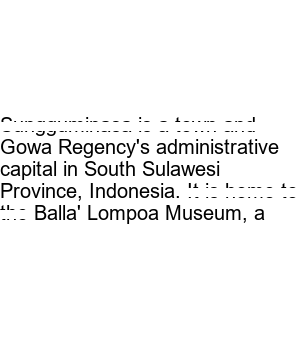 Sungguminasa is a town and
Gowa Regency's administrative
capital in South Sulawesi
Province, Indonesia. It is home to
the Balla' Lompoa Museum, a